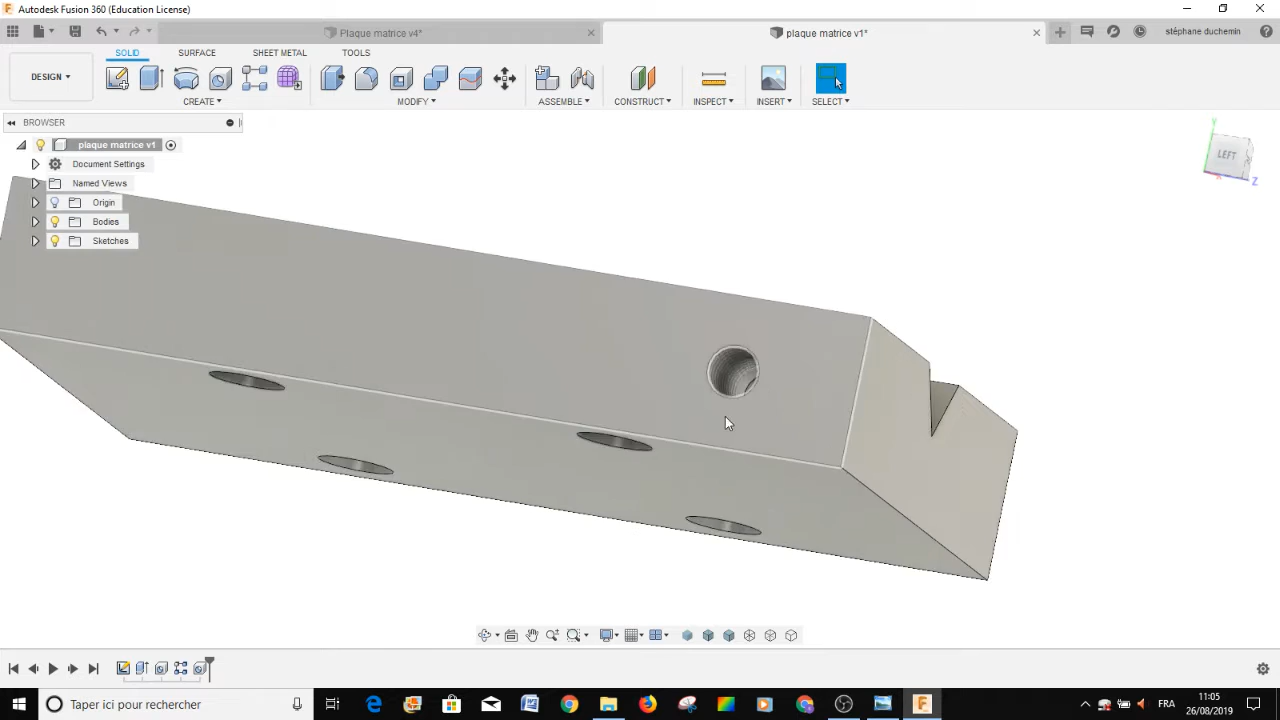 Autodesk Fusion 360 (Education License)
Plaque matrice v4*
plaque matrice v1*
stéphane duchemin
DESIGN
SOLID
SURFACE
SHEET METAL
TOOLS
CREATE
MODIFY
ASSEMBLE
CONSTRUCT
INSPECT
INSERT
SELECT
BROWSER
plaque matrice v1
Document Settings
Named Views
Origin
Bodies
Sketches
Y
LEFT
X
Z
Taper ici pour rechercher
FRA
11:05
26/08/2019